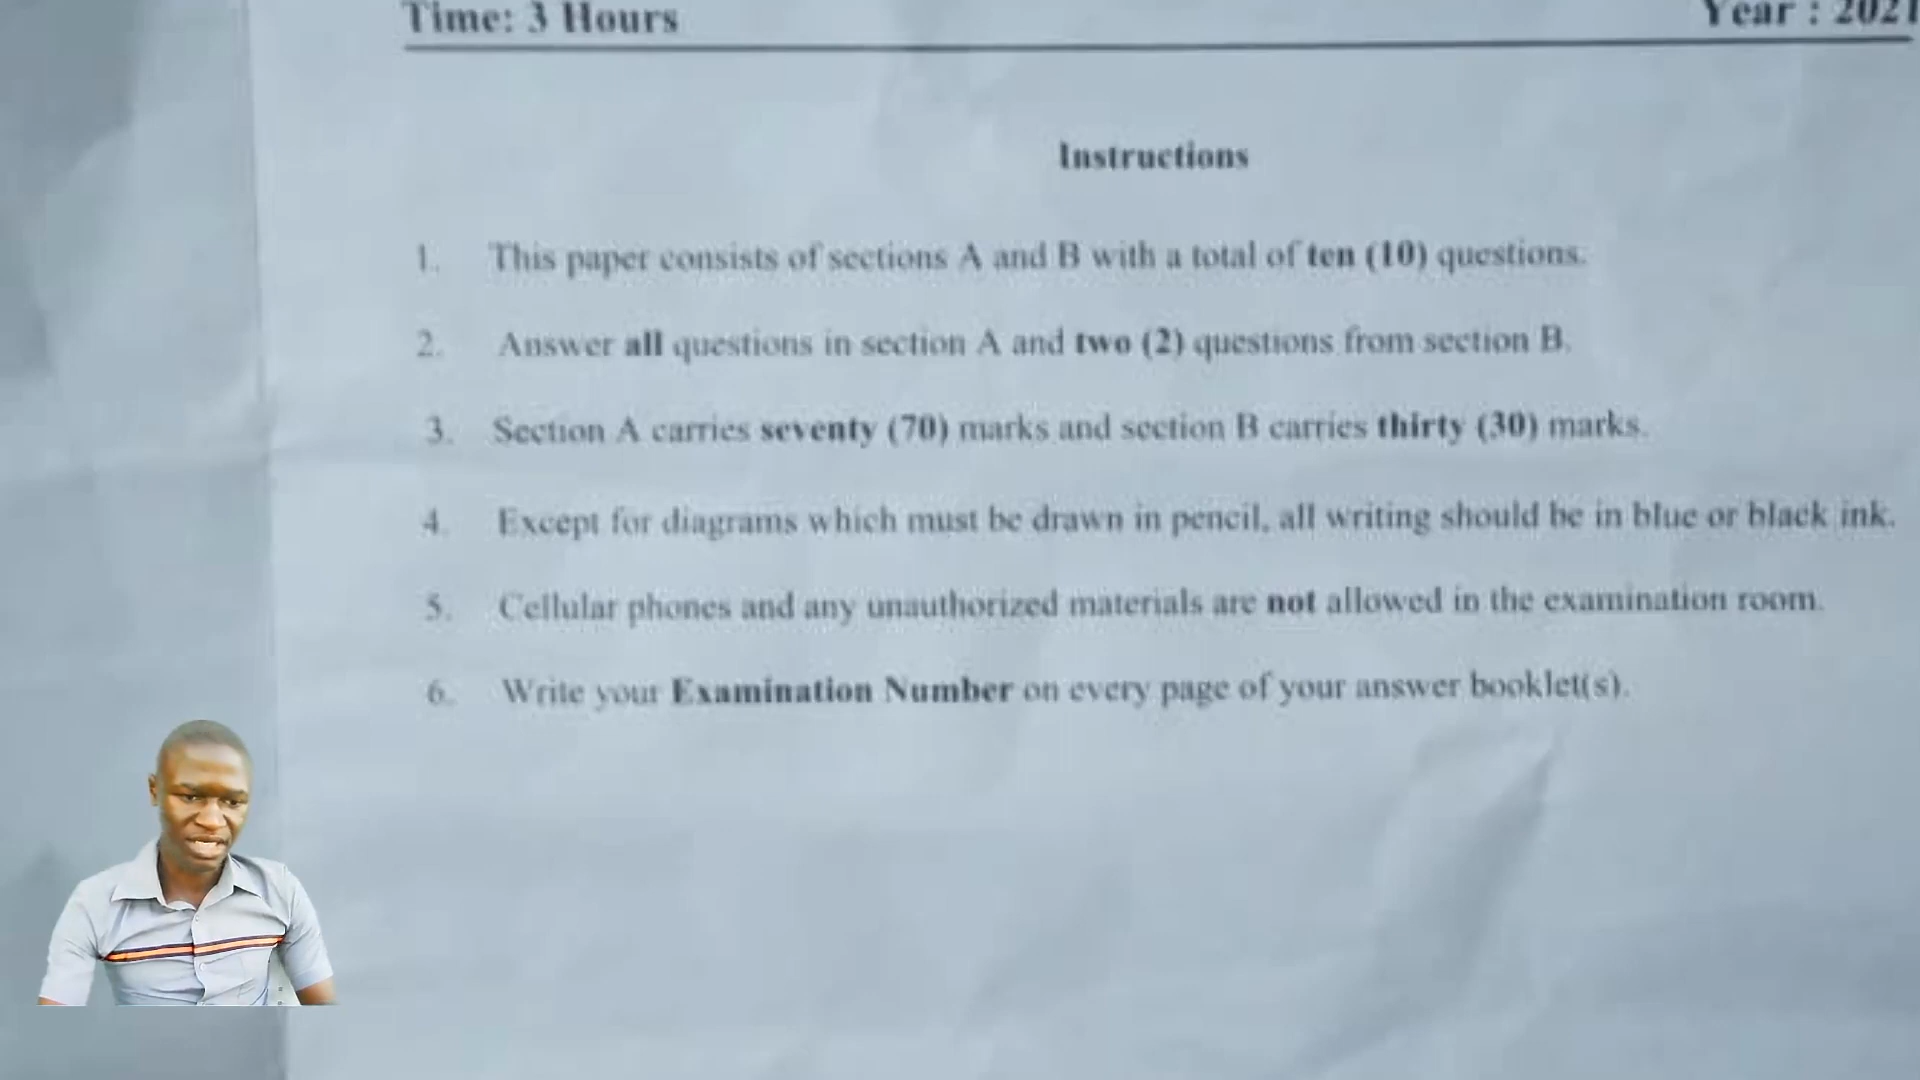 Time: 3 Hours
Year : 2021
Instructions
1. This paper consists of sections A and B with a total of ten (10) questions.
2. Answer all questions in section A and two (2) questions from section B.
3. Section A carries seventy (70) marks and section B carries thirty (30) marks.
4. Except for diagrams which must be drawn in pencil, all writing should be in blue or black ink.
5. Cellular phones and any unauthorized materials are not allowed in the examination room.
6. Write your Examination Number on every page of your answer booklet(s).